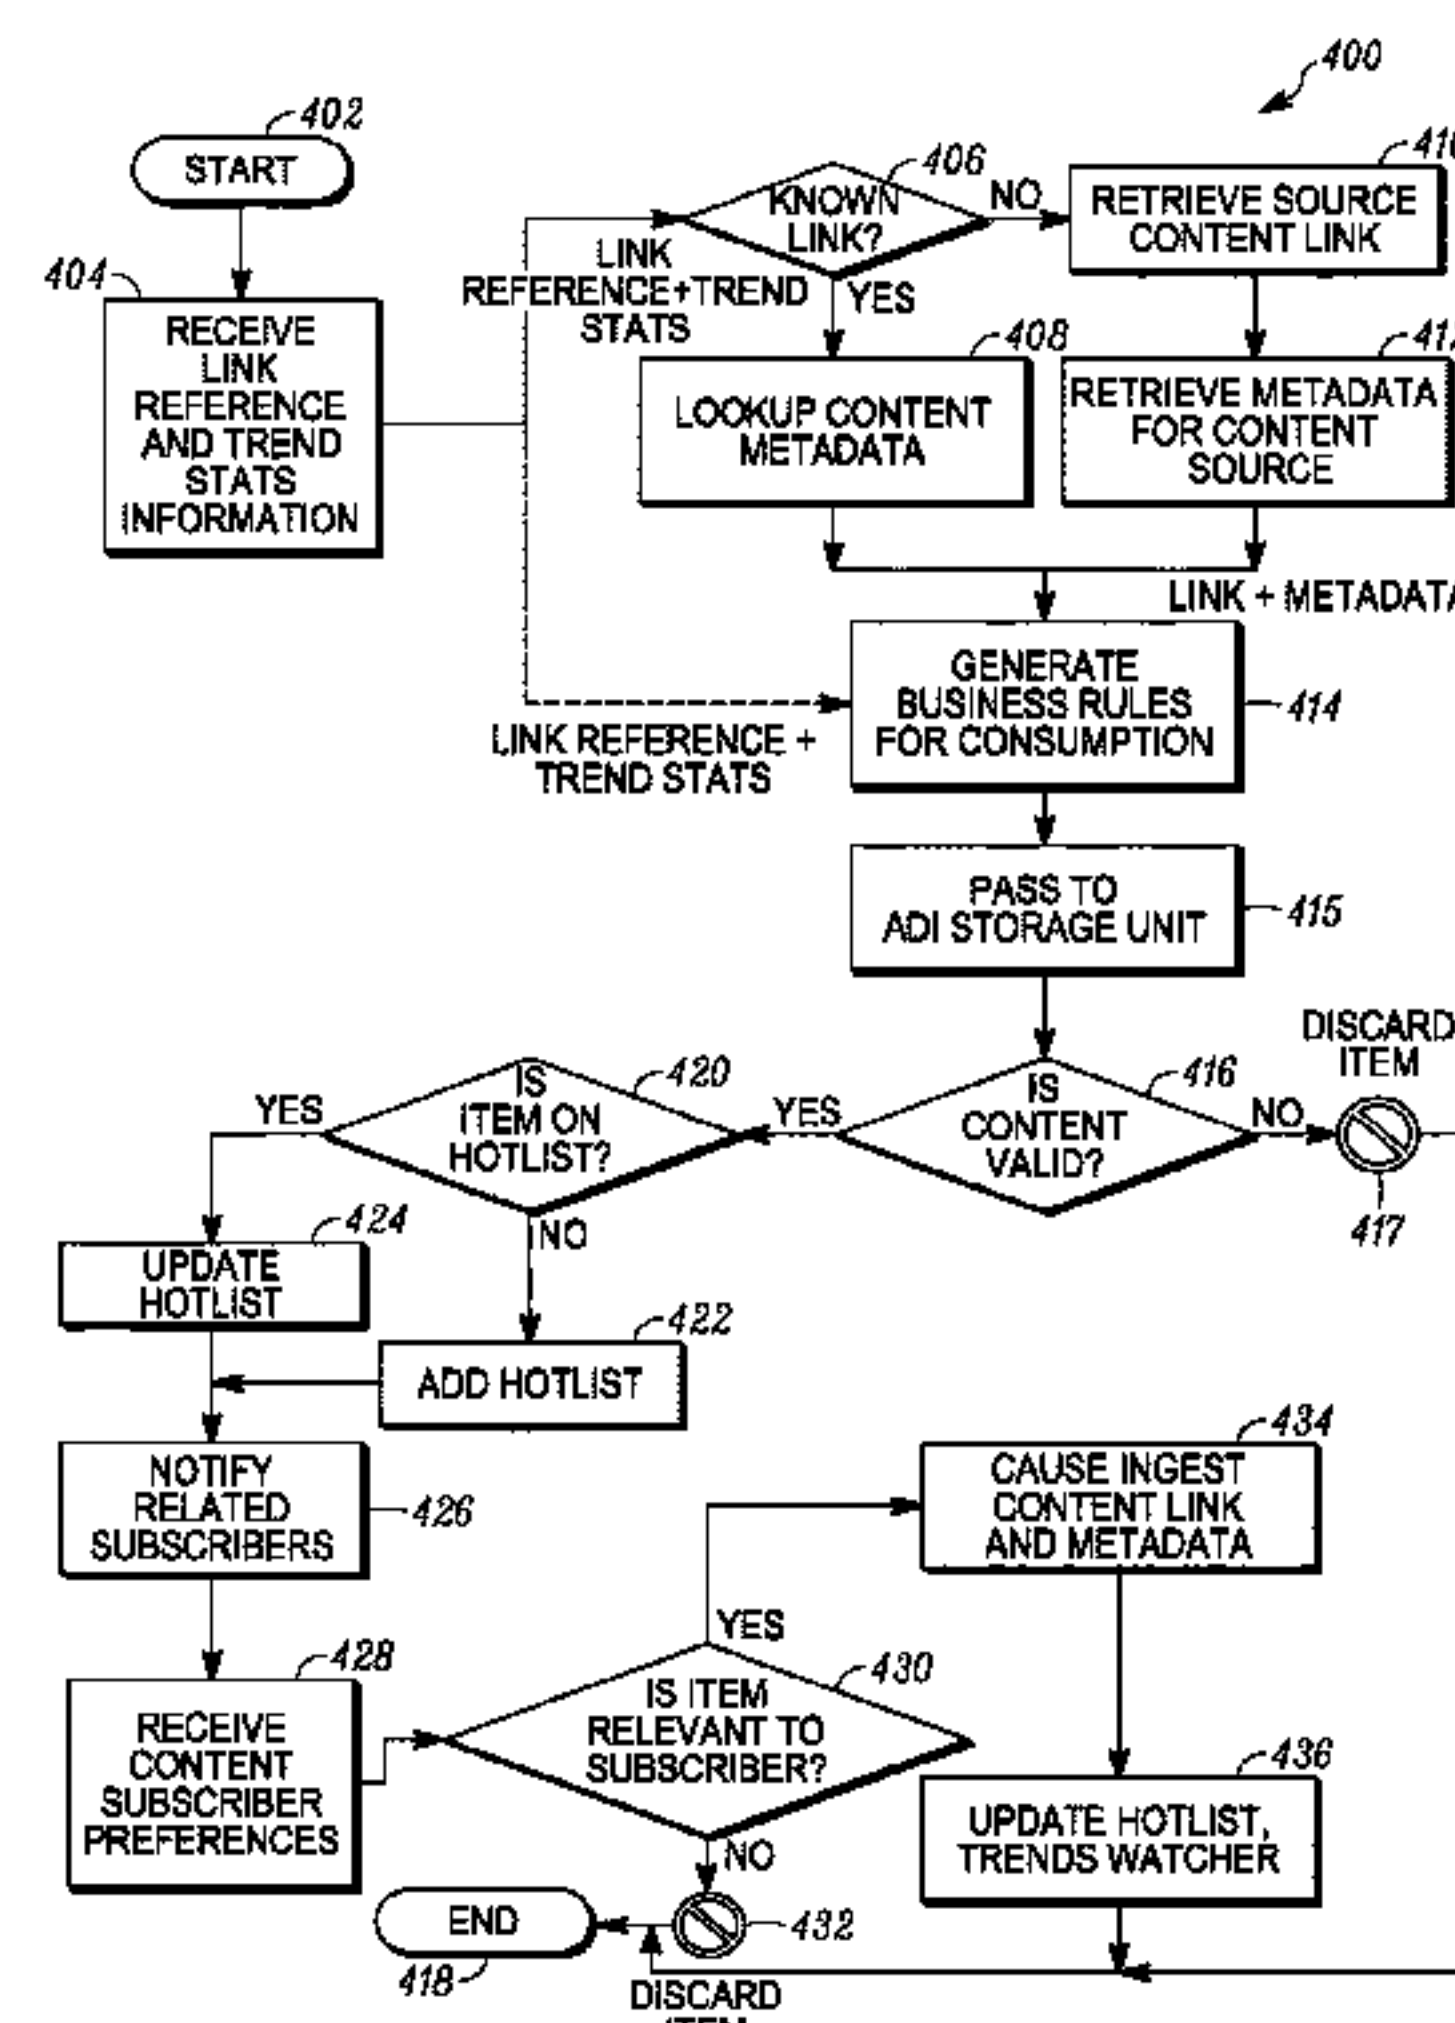 400
402
START
404
RECEIVE
LINK
REFERENCE
AND TREND
STATS
INFORMATION
LINK
REFERENCE+TREND
STATS
406
KNOWN
LINK?
NO
YES
RETRIEVE SOURCE
CONTENT LINK
408
LOOKUP CONTENT
METADATA
RETRIEVE METADATA
FOR CONTENT
SOURCE
LINK + METADATA
LINK REFERENCE +
TREND STATS
GENERATE
BUSINESS RULES
FOR CONSUMPTION
414
PASS TO
ADI STORAGE UNIT
415
416
IS
CONTENT
VALID?
NO
DISCARD
ITEM
417
YES
420
IS
ITEM ON
HOTLIST?
YES
NO
424
UPDATE
HOTLIST
422
ADD HOTLIST
NOTIFY
RELATED
SUBSCRIBERS
426
428
RECEIVE
CONTENT
SUBSCRIBER
PREFERENCES
430
IS ITEM
RELEVANT TO
SUBSCRIBER?
YES
NO
434
CAUSE INGEST
CONTENT LINK
AND METADATA
436
UPDATE HOTLIST,
TRENDS WATCHER
432
DISCARD
ITEM
END
418